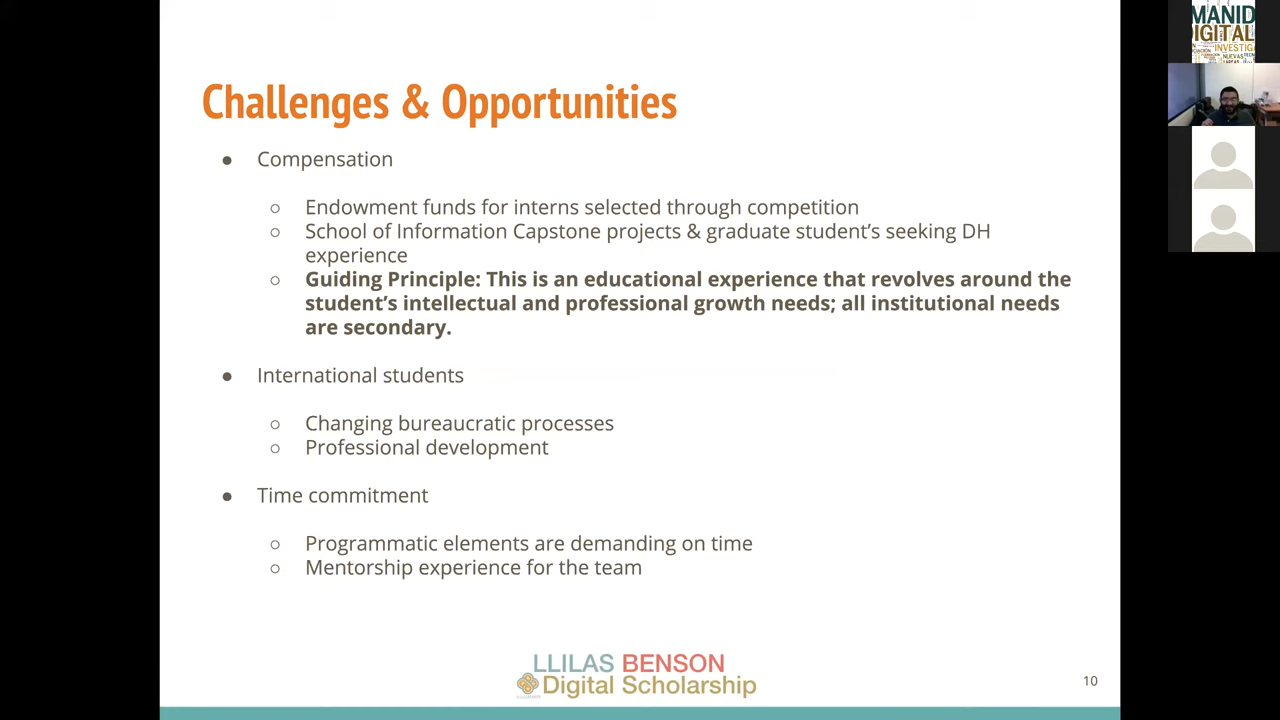 Challenges & Opportunities
● Compensation
○ Endowment funds for interns selected through competition
○ School of Information Capstone projects & graduate student’s seeking DH
experience
○ Guiding Principle: This is an educational experience that revolves around the
student’s intellectual and professional growth needs; all institutional needs
are secondary.
● International students
○ Changing bureaucratic processes
○ Professional development
● Time commitment
○ Programmatic elements are demanding on time
○ Mentorship experience for the team
LLILAS BENSON
Digital Scholarship
10
MANID
DIGITAL
INVESTIGA
NUEVAS